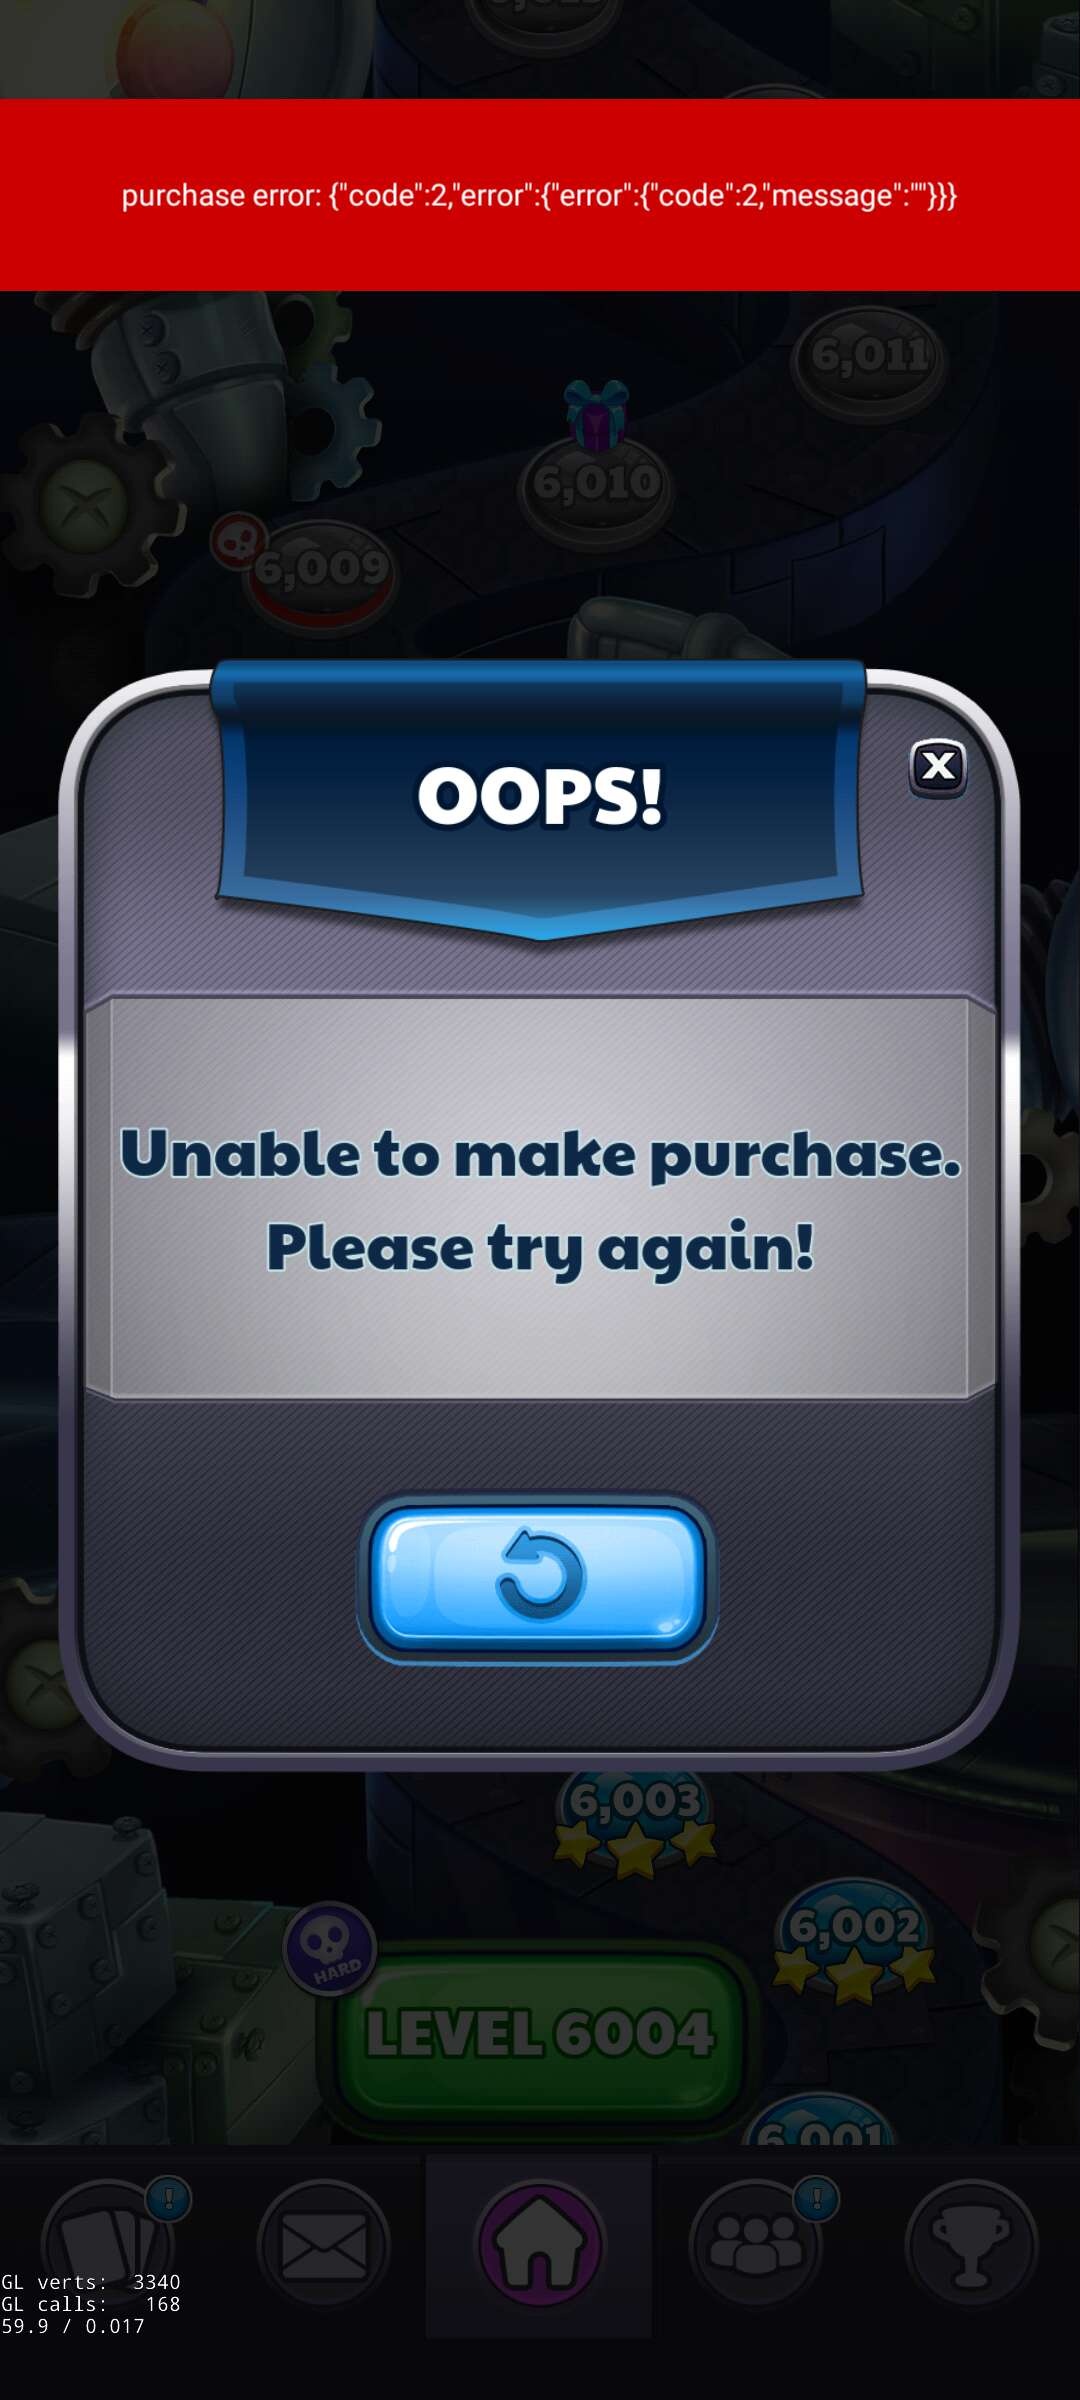 purchase error: {"code":2,"error":{"error":{"code":2,"message":""}}}
6,011
6,010
6,009
OOPS!
X
Unable to make purchase.
Please try again!
6,003
6,002
HARD
LEVEL 6004
6,001
!
!
GL verts: 3340
GL calls: 168
59.9 / 0.017